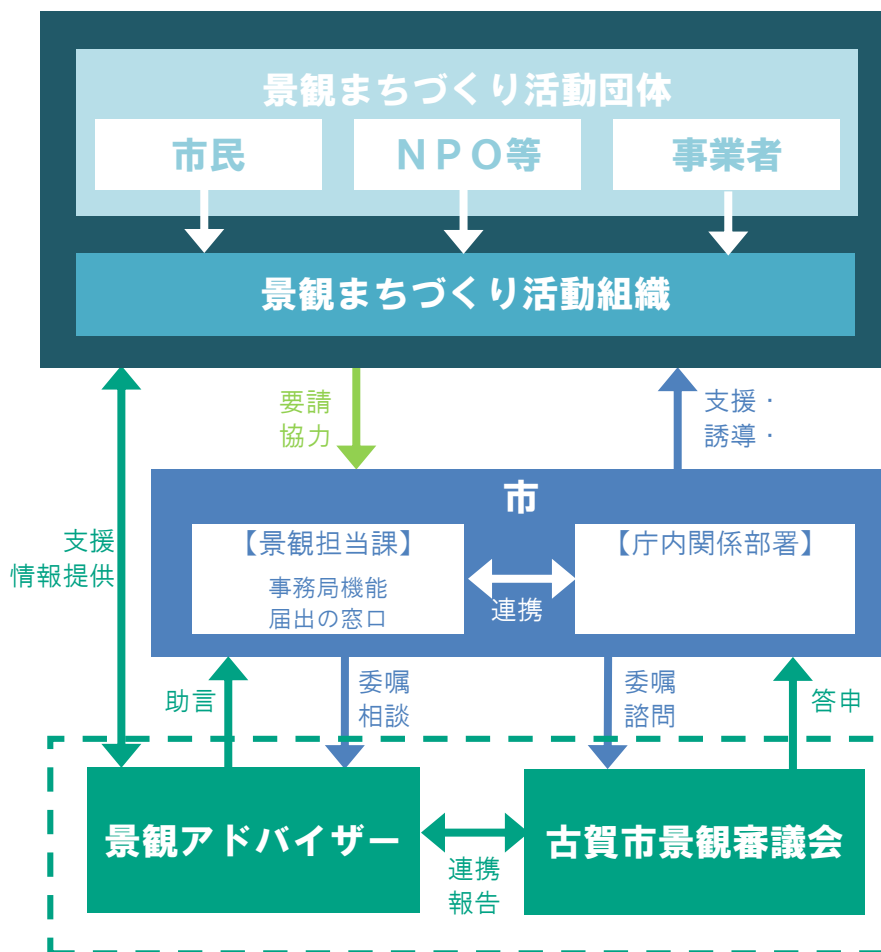 景観まちづくり活動団体
市民
ＮＰＯ等
事業者
景観まちづくり活動組織
要請
協力
支援・
誘導・
支援
情報提供
市
【景観担当課】
事務局機能
届出の窓口
連携
【庁内関係部署】
助言
委嘱
相談
委嘱
諮問
答申
景観アドバイザー
連携
報告
古賀市景観審議会